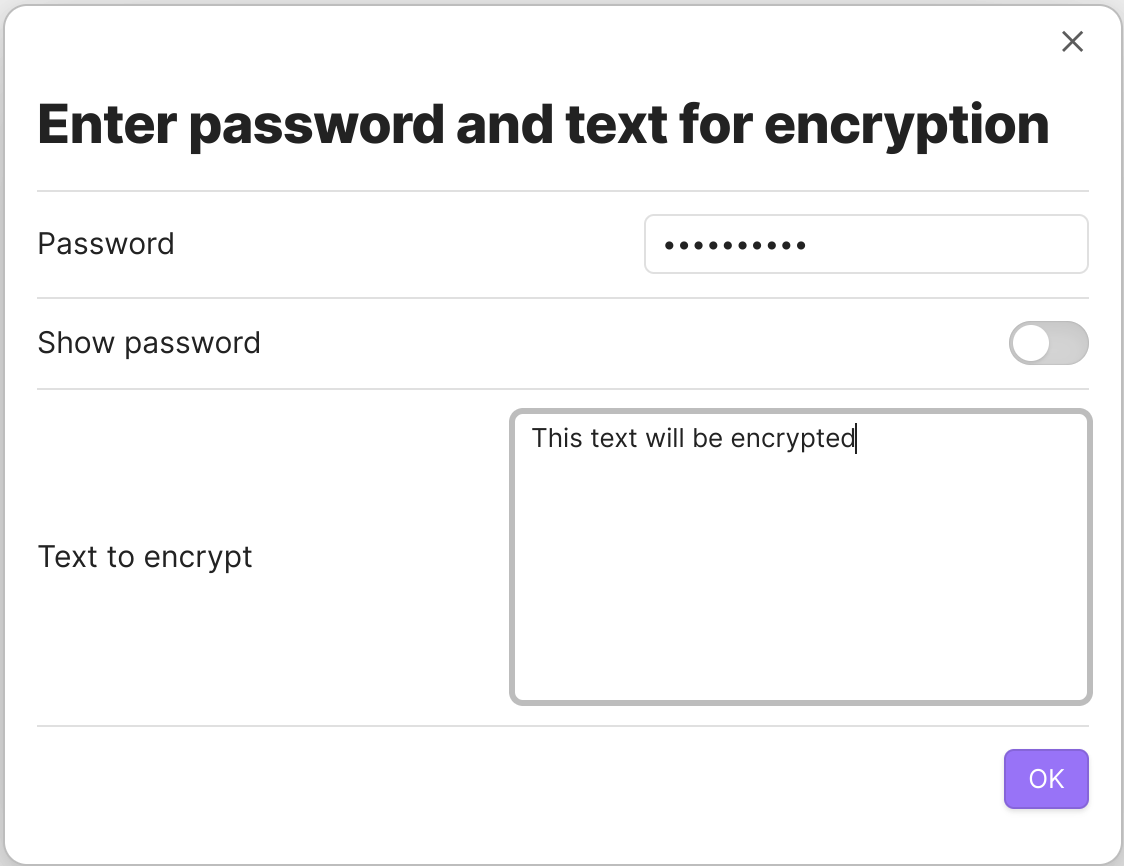 Enter password and text for encryption
Password
••••••••••
Show password
This text will be encrypted
Text to encrypt
OK